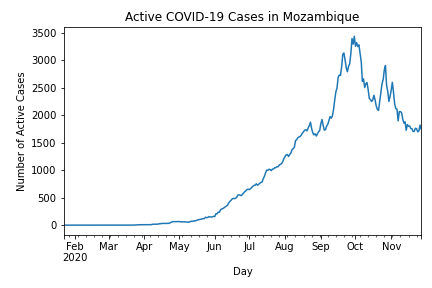 Active COVID-19 Cases in Mozambique
Number of Active Cases
3500
3000
2500
2000
1500
1000
500
0
Feb Mar Apr May Jun Jul Aug Sep Oct Nov
2020
Day